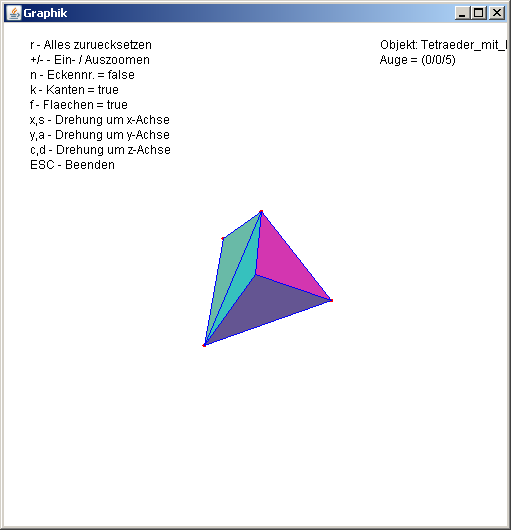 Graphik
r - Alles zuruecksetzen
+/- - Ein- / Auszoomen
n - Eckennr. = false
k - Kanten = true
f - Flaechen = true
x,s - Drehung um x-Achse
y,a - Drehung um y-Achse
c,d - Drehung um z-Achse
ESC - Beenden
Objekt: Tetraeder_mit_
Auge = (0/0/5)